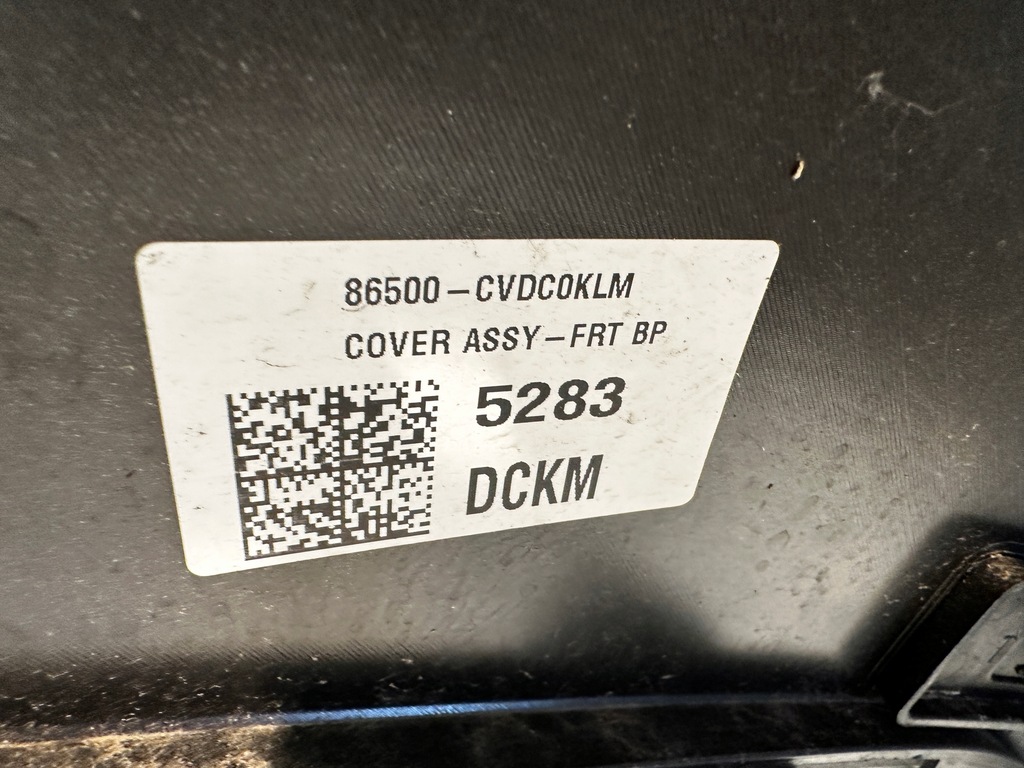 86500-CVDC0KLM
COVER ASSY-FRT BP
5283
DCKM